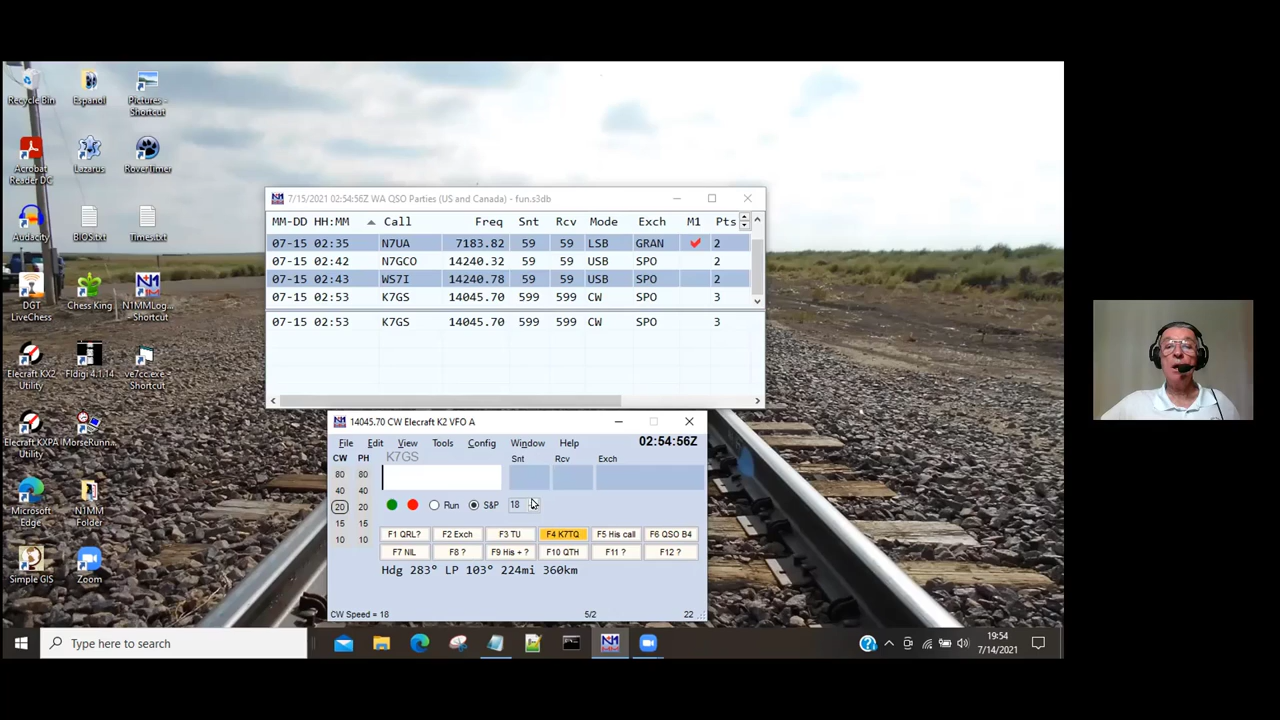 Recycle Bin
Espanol
Pictures - Shortcut
Acrobat Reader DC
Lazarus
RoverTimer
Audacity
BIOS.txt
Times.txt
DGT LiveChess
Chess King
N1MMLog... - Shortcut
Elecraft KX2 Utility
Fldigi 4.1.14
ve7cc.exe - Shortcut
Elecraft KXPA Utility
MorseRunn...
Microsoft Edge
N1MM Folder
Simple GIS
Zoom
7/15/2021 02:54:56Z WA QSO Parties (US and Canada) - fun.s3db
MM-DD HH:MM Call Freq Snt Rcv Mode Exch M1 Pts
07-15 02:35 N7UA 7183.82 59 59 LSB GRAN 2
07-15 02:42 N7GCO 14240.32 59 59 USB SPO 2
07-15 02:43 WS7I 14240.78 59 59 USB SPO 2
07-15 02:53 K7GS 14045.70 599 599 CW SPO 3
07-15 02:53 K7GS 14045.70 599 599 CW SPO 3
14045.70 CW Elecraft K2 VFO A
File Edit View Tools Config Window Help 02:54:56Z
CW PH K7GS Snt Rcv Exch
80 80
40 40
20 20 Run S&P 18
15 15
10 10
F1 QRL? F2 Exch F3 TU F4 K7TQ F5 His call F6 QSO B4
F7 NIL F8 ? F9 His + ? F10 QTH F11 ? F12 ?
Hdg 283° LP 103° 224mi 360km
CW Speed = 18 5/2 22
Type here to search
19:54
7/14/2021